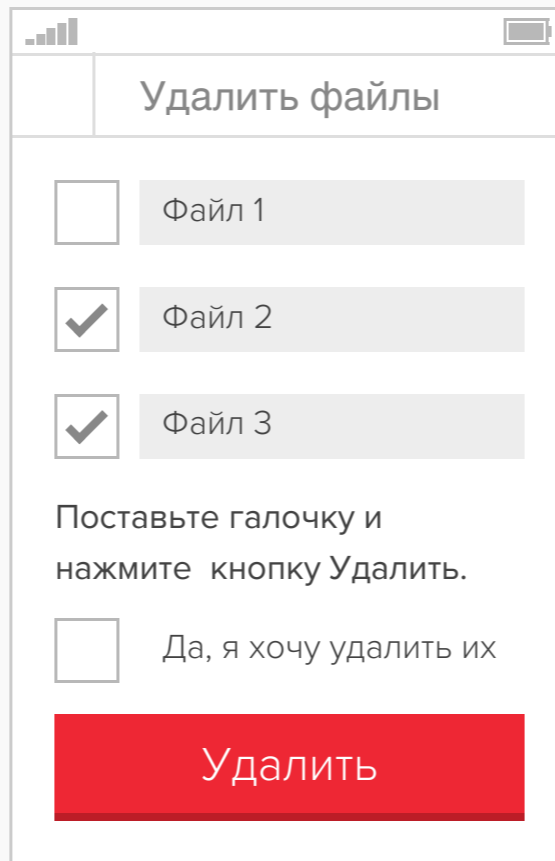 Удалить файлы
Файл 1
Файл 2
Файл 3
Поставьте галочку и
нажмите кнопку Удалить.
Да, я хочу удалить их
Удалить